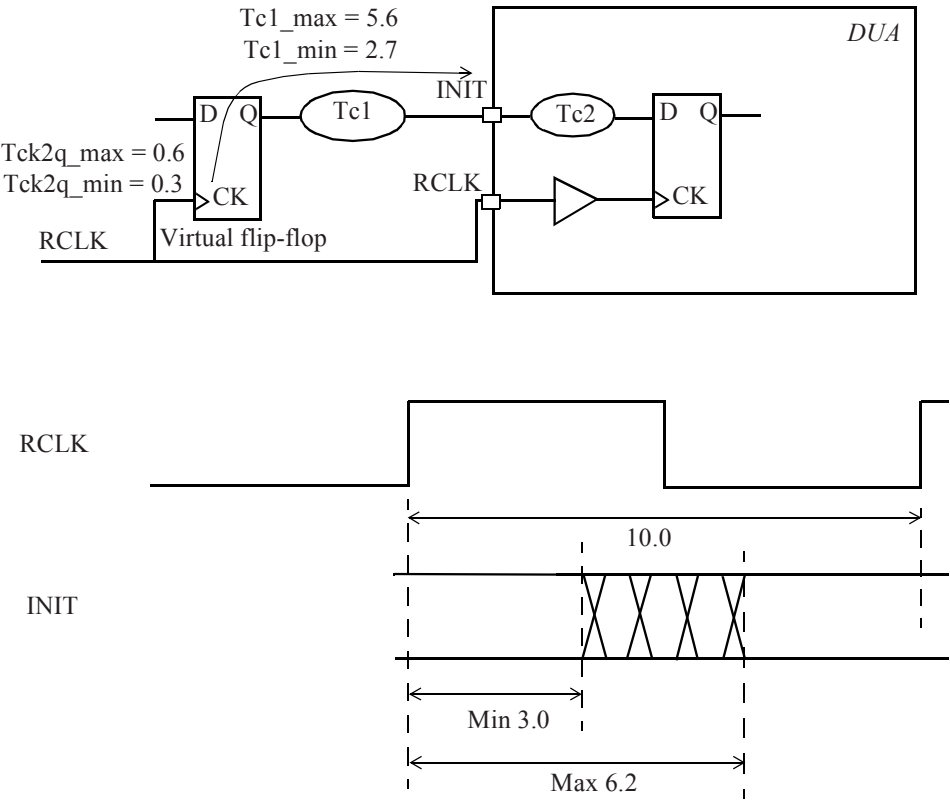 Tc1_max = 5.6
Tc1_min = 2.7
DUA
INIT
D Q
Tc1
Tc2
D Q
Tck2q_max = 0.6
Tck2q_min = 0.3
CK
RCLK
CK
RCLK
Virtual flip-flop
RCLK
10.0
INIT
Min 3.0
Max 6.2